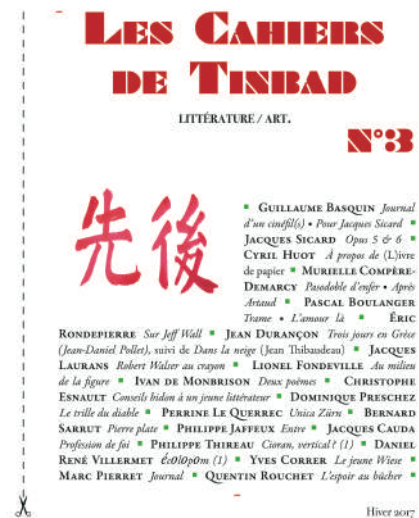 LES CAHIERS
DE TINBAD
LITTÉRATURE / ART.
N°3
先後
▪ GUILLAUME BASQUIN Journal
d'un cinéfil(s) • Pour Jacques Sicard ▪
JACQUES SICARD Opus 5 & 6 ▪
CYRIL HUOT À propos de (L)ivre
de papier ▪ MURIELLE COMPÈRE-
DEMARCY Pasodoble d'enfer • Après
Artaud ▪ PASCAL BOULANGER
Trame • L'amour là ▪ ÉRIC
RONDEPIERRE Sur Jeff Wall ▪ JEAN DURANÇON Trois jours en Grèce
(Jean-Daniel Pollet), suivi de Dans la neige (Jean Thibaudeau) ▪ JACQUES
LAURANS Robert Walser au crayon ▪ LIONEL FONDEVILLE Au milieu
de la figure ▪ IVAN DE MONBRISON Deux poèmes ▪ CHRISTOPHE
ESNAULT Conseils bidon à un jeune littérateur ▪ DOMINIQUE PRESCHEZ
Le trille du diable ▪ PERRINE LE QUERREC Unica Zürn ▪ BERNARD
SARRUT Pierre plate ▪ PHILIPPE JAFFEUX Entre ▪ JACQUES CAUDA
Profession de foi ▪ PHILIPPE THIREAU Cioran, vertical? (1) ▪ DANIEL
RENÉ VILLERMET écolopom (1) ▪ YVES CORRER Le jeune Wiese ▪
MARC PIERRET Journal ▪ QUENTIN ROUCHET L'espoir au bûcher ▪
Hiver 2017